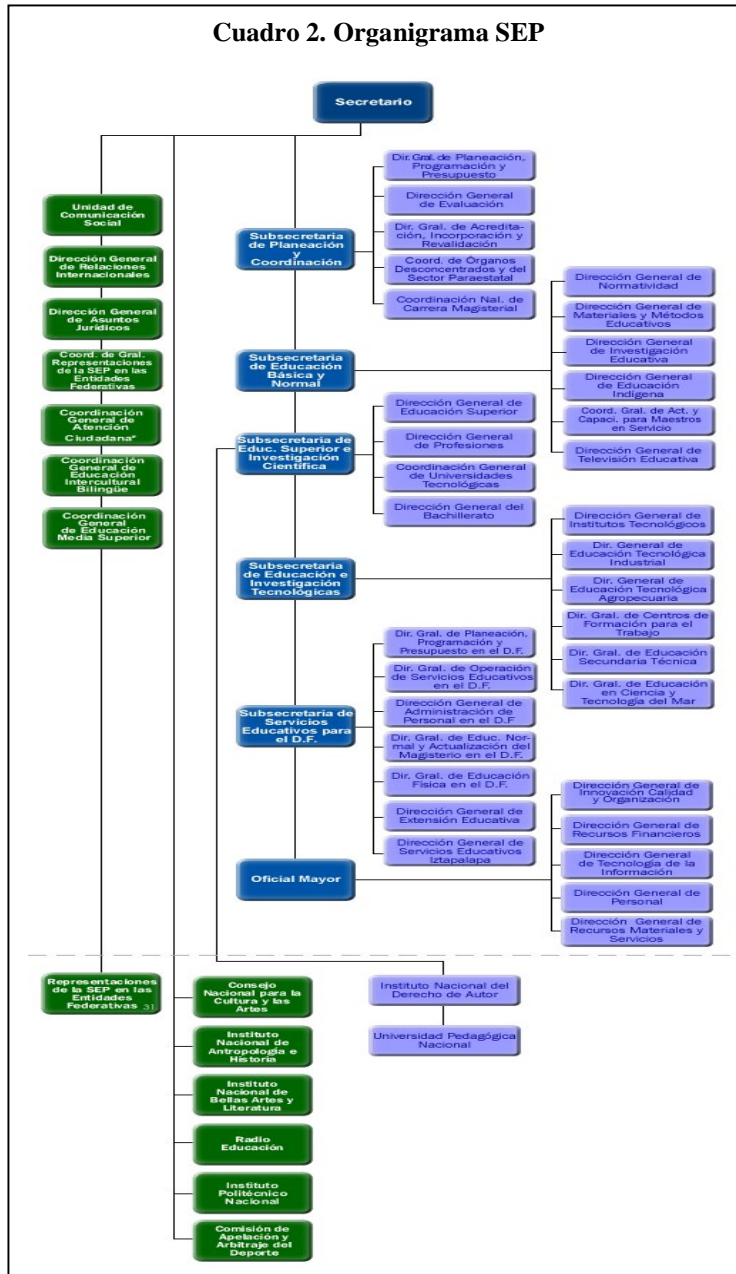 Cuadro 2. Organigrama SEP
Secretario
Unidad de
Comunicación
Social
Dirección General
de Relaciones
Internacionales
Dirección General
de Asuntos
Jurídicos
Coord. de Gral.
Representaciones
de la SEP en las
Entidades
Federativas
Coordinación
General de
Atención
Ciudadana*
Coordinación
General de
Educación
Intercultural
Bilingüe
Coordinación
General
de Educación
Media Superior
Subsecretaria
de Planeación
y
Coordinación
Dir. Gral. de Planeación,
Programación y
Presupuesto
Dirección General
de Evaluación
Dir. Gral. de Acredita-
ción, Incorporación y
Revalidación
Coord. de Órganos
Desconcentrados y del
Sector Paraestatal
Coordinación Nal. de
Carrera Magisterial
Subsecretaria
de Educación
Básica y
Normal
Dirección General de
Normatividad
Dirección General de
Materiales y Métodos
Educativos
Dirección General
de Investigación
Educativa
Dirección General
de Educación
Indígena
Coord. Gral. de Act. y
Capaci. para Maestros
en Servicio
Dirección General de
Televisión Educativa
Subsecretaria de
Educ. Superior e
Investigación
Científica
Dirección General de
Educación Superior
Dirección General
de Profesiones
Coordinación General
de Universidades
Tecnológicas
Dirección General del
Bachillerato
Subsecretaria
de Educación e
Investigación
Tecnológicas
Dirección General de
Institutos Tecnológicos
Dir. General de
Educación Tecnológica
Industrial
Dir. General de
Educación Tecnológica
Agropecuaria
Dir. Gral. de Centros de
Formación para el
Trabajo
Dir. Gral. de Educación
Secundaria Técnica
Dir. Gral. de Educación
en Ciencia y
Tecnología del Mar
Subsecretaria de
Servicios
Educativos para
el D.F.
Dir. Gral. de Planeación,
Programación y
Presupuesto en el D.F.
Dir. Gral. de Operación
de Servicios Educativos
en el D.F.
Dirección General de
Administración de
Personal en el D.F
Dir. Gral. de Educ. Nor-
mal y Actualización del
Magisterio en el D.F.
Dir. Gral. de Educación
Física en el D.F.
Dirección General de
Extensión Educativa
Dirección General de
Servicios Educativos
Iztapalapa
Oficial Mayor
Dirección General de
Innovación Calidad
y Organización
Dirección General de
Recursos Financieros
Dirección General
de Tecnología de la
Información
Dirección General de
Personal
Dirección General de
Recursos Materiales y
Servicios
Representaciones
de la SEP en las
Entidades
Federativas 31
Consejo
Nacional para la
Cultura y las
Artes
Instituto
Nacional de
Antropología e
Historia
Instituto
Nacional de
Bellas Artes y
Literatura
Radio
Educación
Instituto
Politécnico
Nacional
Comisión de
Apelación y
Arbitraje del
Deporte
Instituto Nacional del
Derecho de Autor
Universidad Pedagógica
Nacional